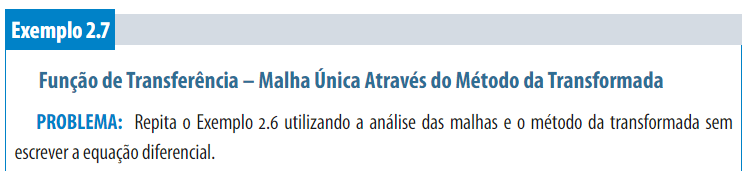 Exemplo 2.7
Função de Transferência – Malha Única Através do Método da Transformada
PROBLEMA: Repita o Exemplo 2.6 utilizando a análise das malhas e o método da transformada sem
escrever a equação diferencial.